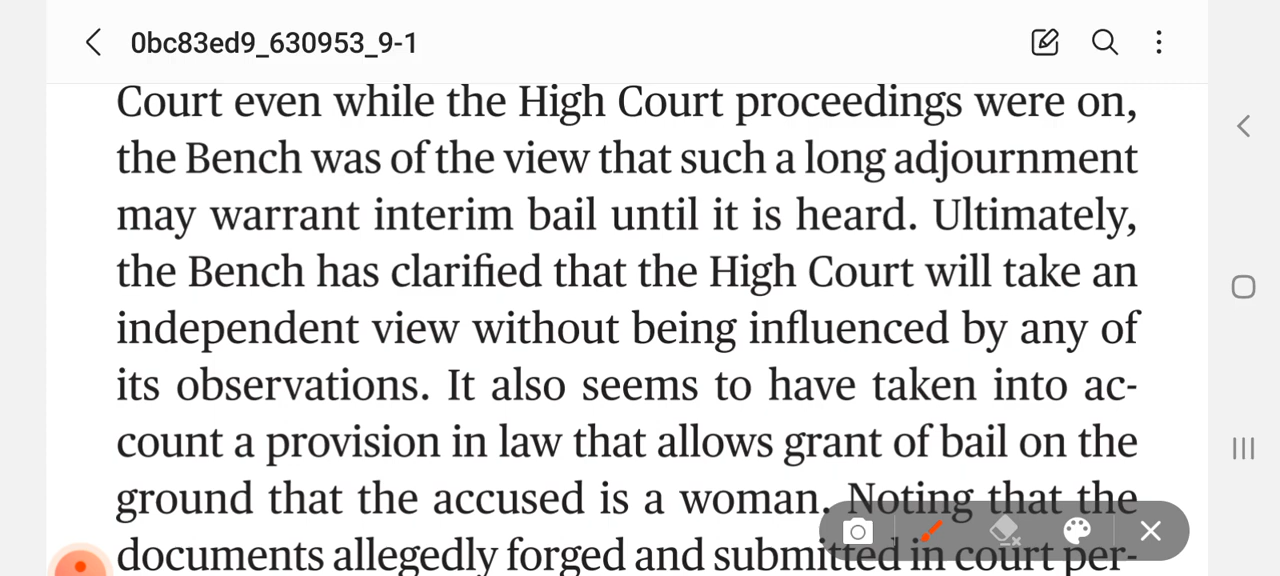 0bc83ed9_630953_9-1
Court even while the High Court proceedings were on,
the Bench was of the view that such a long adjournment
may warrant interim bail until it is heard. Ultimately,
the Bench has clarified that the High Court will take an
independent view without being influenced by any of
its observations. It also seems to have taken into ac-
count a provision in law that allows grant of bail on the
ground that the accused is a woman. Noting that the
documents allegedly forged and submitted in court per-